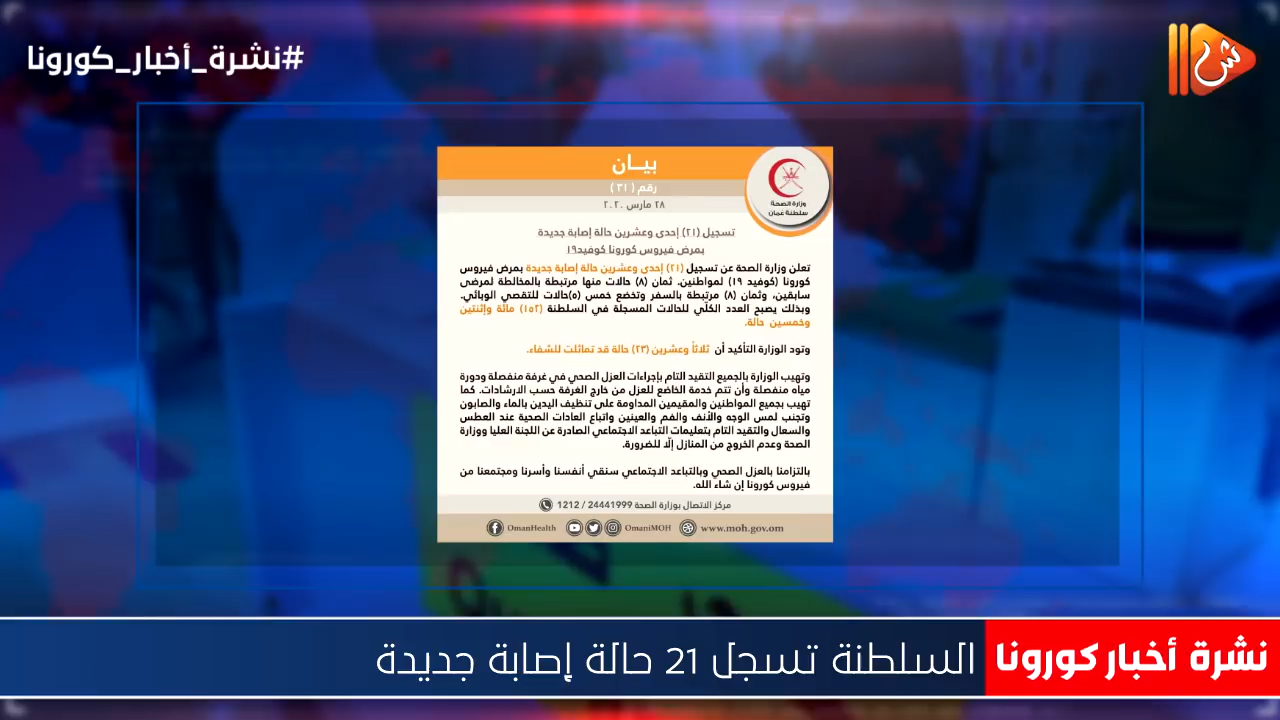 #نشرة_أخبار_كورونا
بيــان
رقم ( ٢١ )
٢٨ مارس ٢٠٢٠
وزارة الصحة
سلطنة عمان
تسجيل (٢١) إحدى وعشرين حالة إصابة جديدة
بمرض فيروس كورونا كوفيد١٩
تعلن وزارة الصحة عن تسجيل (٢١) إحدى وعشرين حالة إصابة جديدة بمرض فيروس
كورونا (كوفيد ١٩) لمواطنين. ثمان (٨) حالات منها مرتبطة بالمخالطة لمرضى
سابقين، وثمان (٨) مرتبطة بالسفر وتخضع خمس (٥)حالات للتقصي الوبائي.
وبذلك يصبح العدد الكلّي للحالات المسجلة في السلطنة (١٥٢) مائة وإثنتين
وخمسين حالة.
وتود الوزارة التأكيد أن ثلاثاً وعشرين (٢٣) حالة قد تماثلت للشفاء.
وتهيب الوزارة بالجميع التقيد التام بإجراءات العزل الصحي في غرفة منفصلة ودورة
مياه منفصلة وأن تتم خدمة الخاضع للعزل من خارج الغرفة حسب الارشادات. كما
تهيب بجميع المواطنين والمقيمين المداومة على تنظيف اليدين بالماء والصابون
وتجنب لمس الوجه والأنف والفم والعينين واتباع العادات الصحية عند العطس
والسعال والتقيد التام بتعليمات التباعد الاجتماعي الصادرة عن اللجنة العليا ووزارة
الصحة وعدم الخروج من المنازل إلّا للضرورة.
بالتزامنا بالعزل الصحي وبالتباعد الاجتماعي سنقي أنفسنا وأسرنا ومجتمعنا من
فيروس كورونا إن شاء الله.
مركز الاتصال بوزارة الصحة 24441999 / 1212
OmanHealth OmaniMOH www.moh.gov.om
نشرة أخبار كورونا
السلطنة تسجل 21 حالة إصابة جديدة